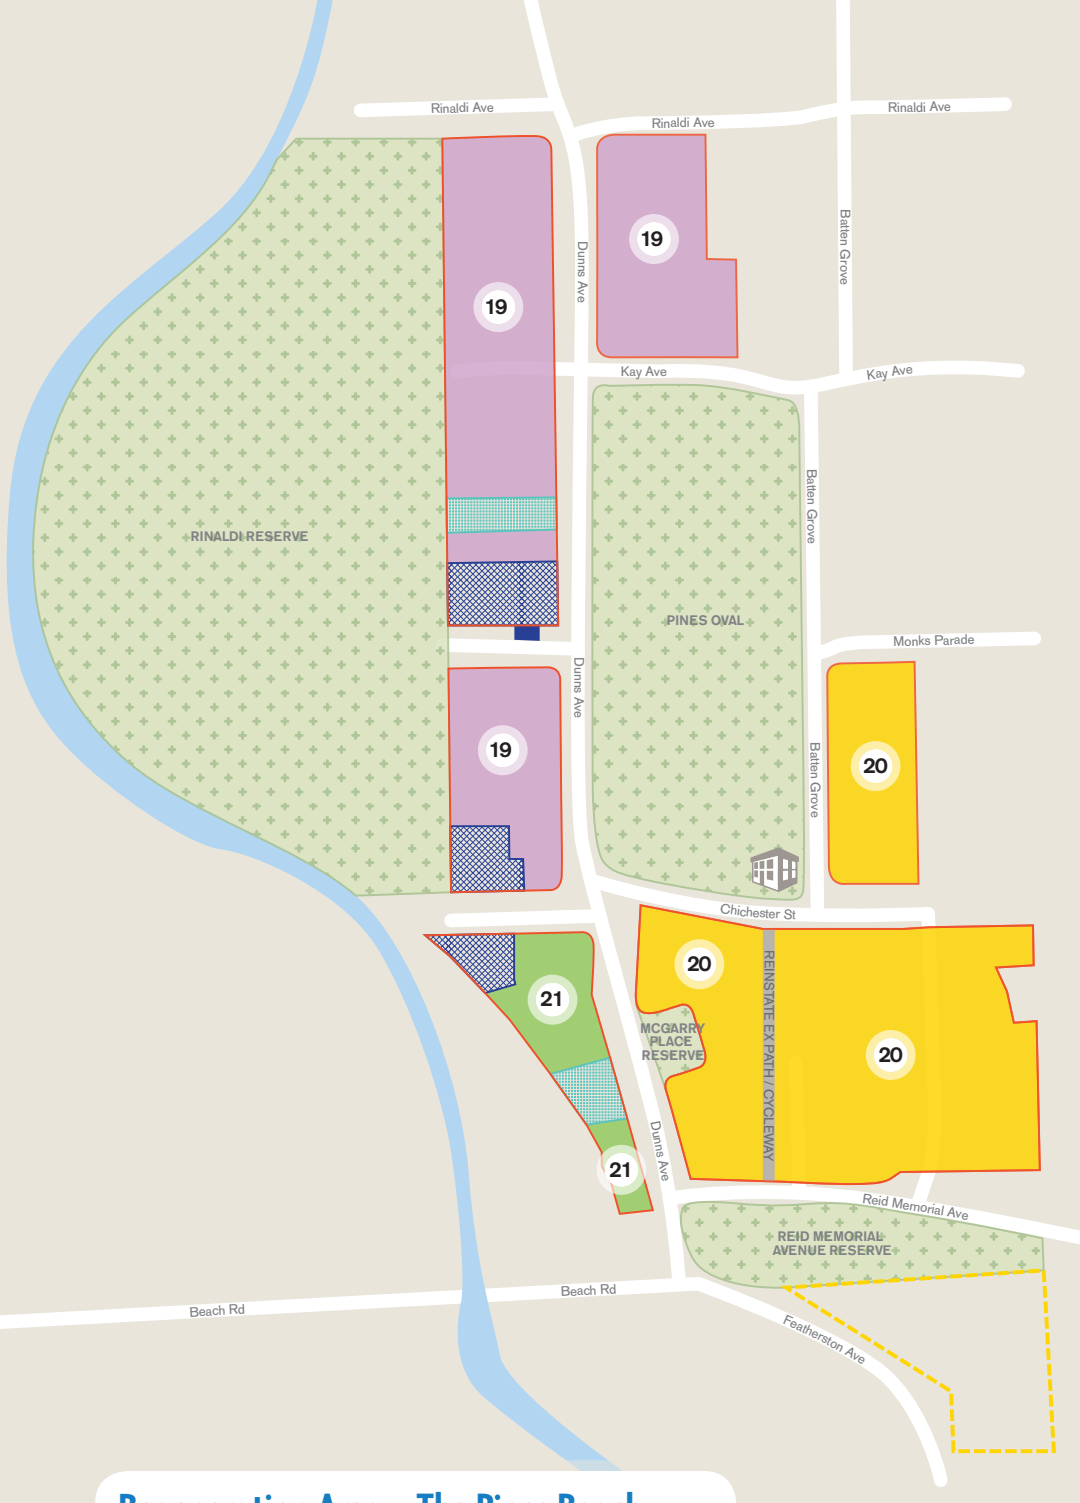 Rinaldi Ave
Rinaldi Ave
Rinaldi Ave
Batten Grove
Dunns Ave
19
19
Kay Ave
Kay Ave
Batten Grove
RINALDI RESERVE
PINES OVAL
Monks Parade
Dunns Ave
19
Batten Grove
20
Chichester St
20
21
MCGARRY
PLACE
RESERVE
REINSTATE EX PATH / CYCLEWAY
20
Dunns Ave
21
Reid Memorial Ave
REID MEMORIAL
AVENUE RESERVE
Beach Rd
Beach Rd
Featherston Ave